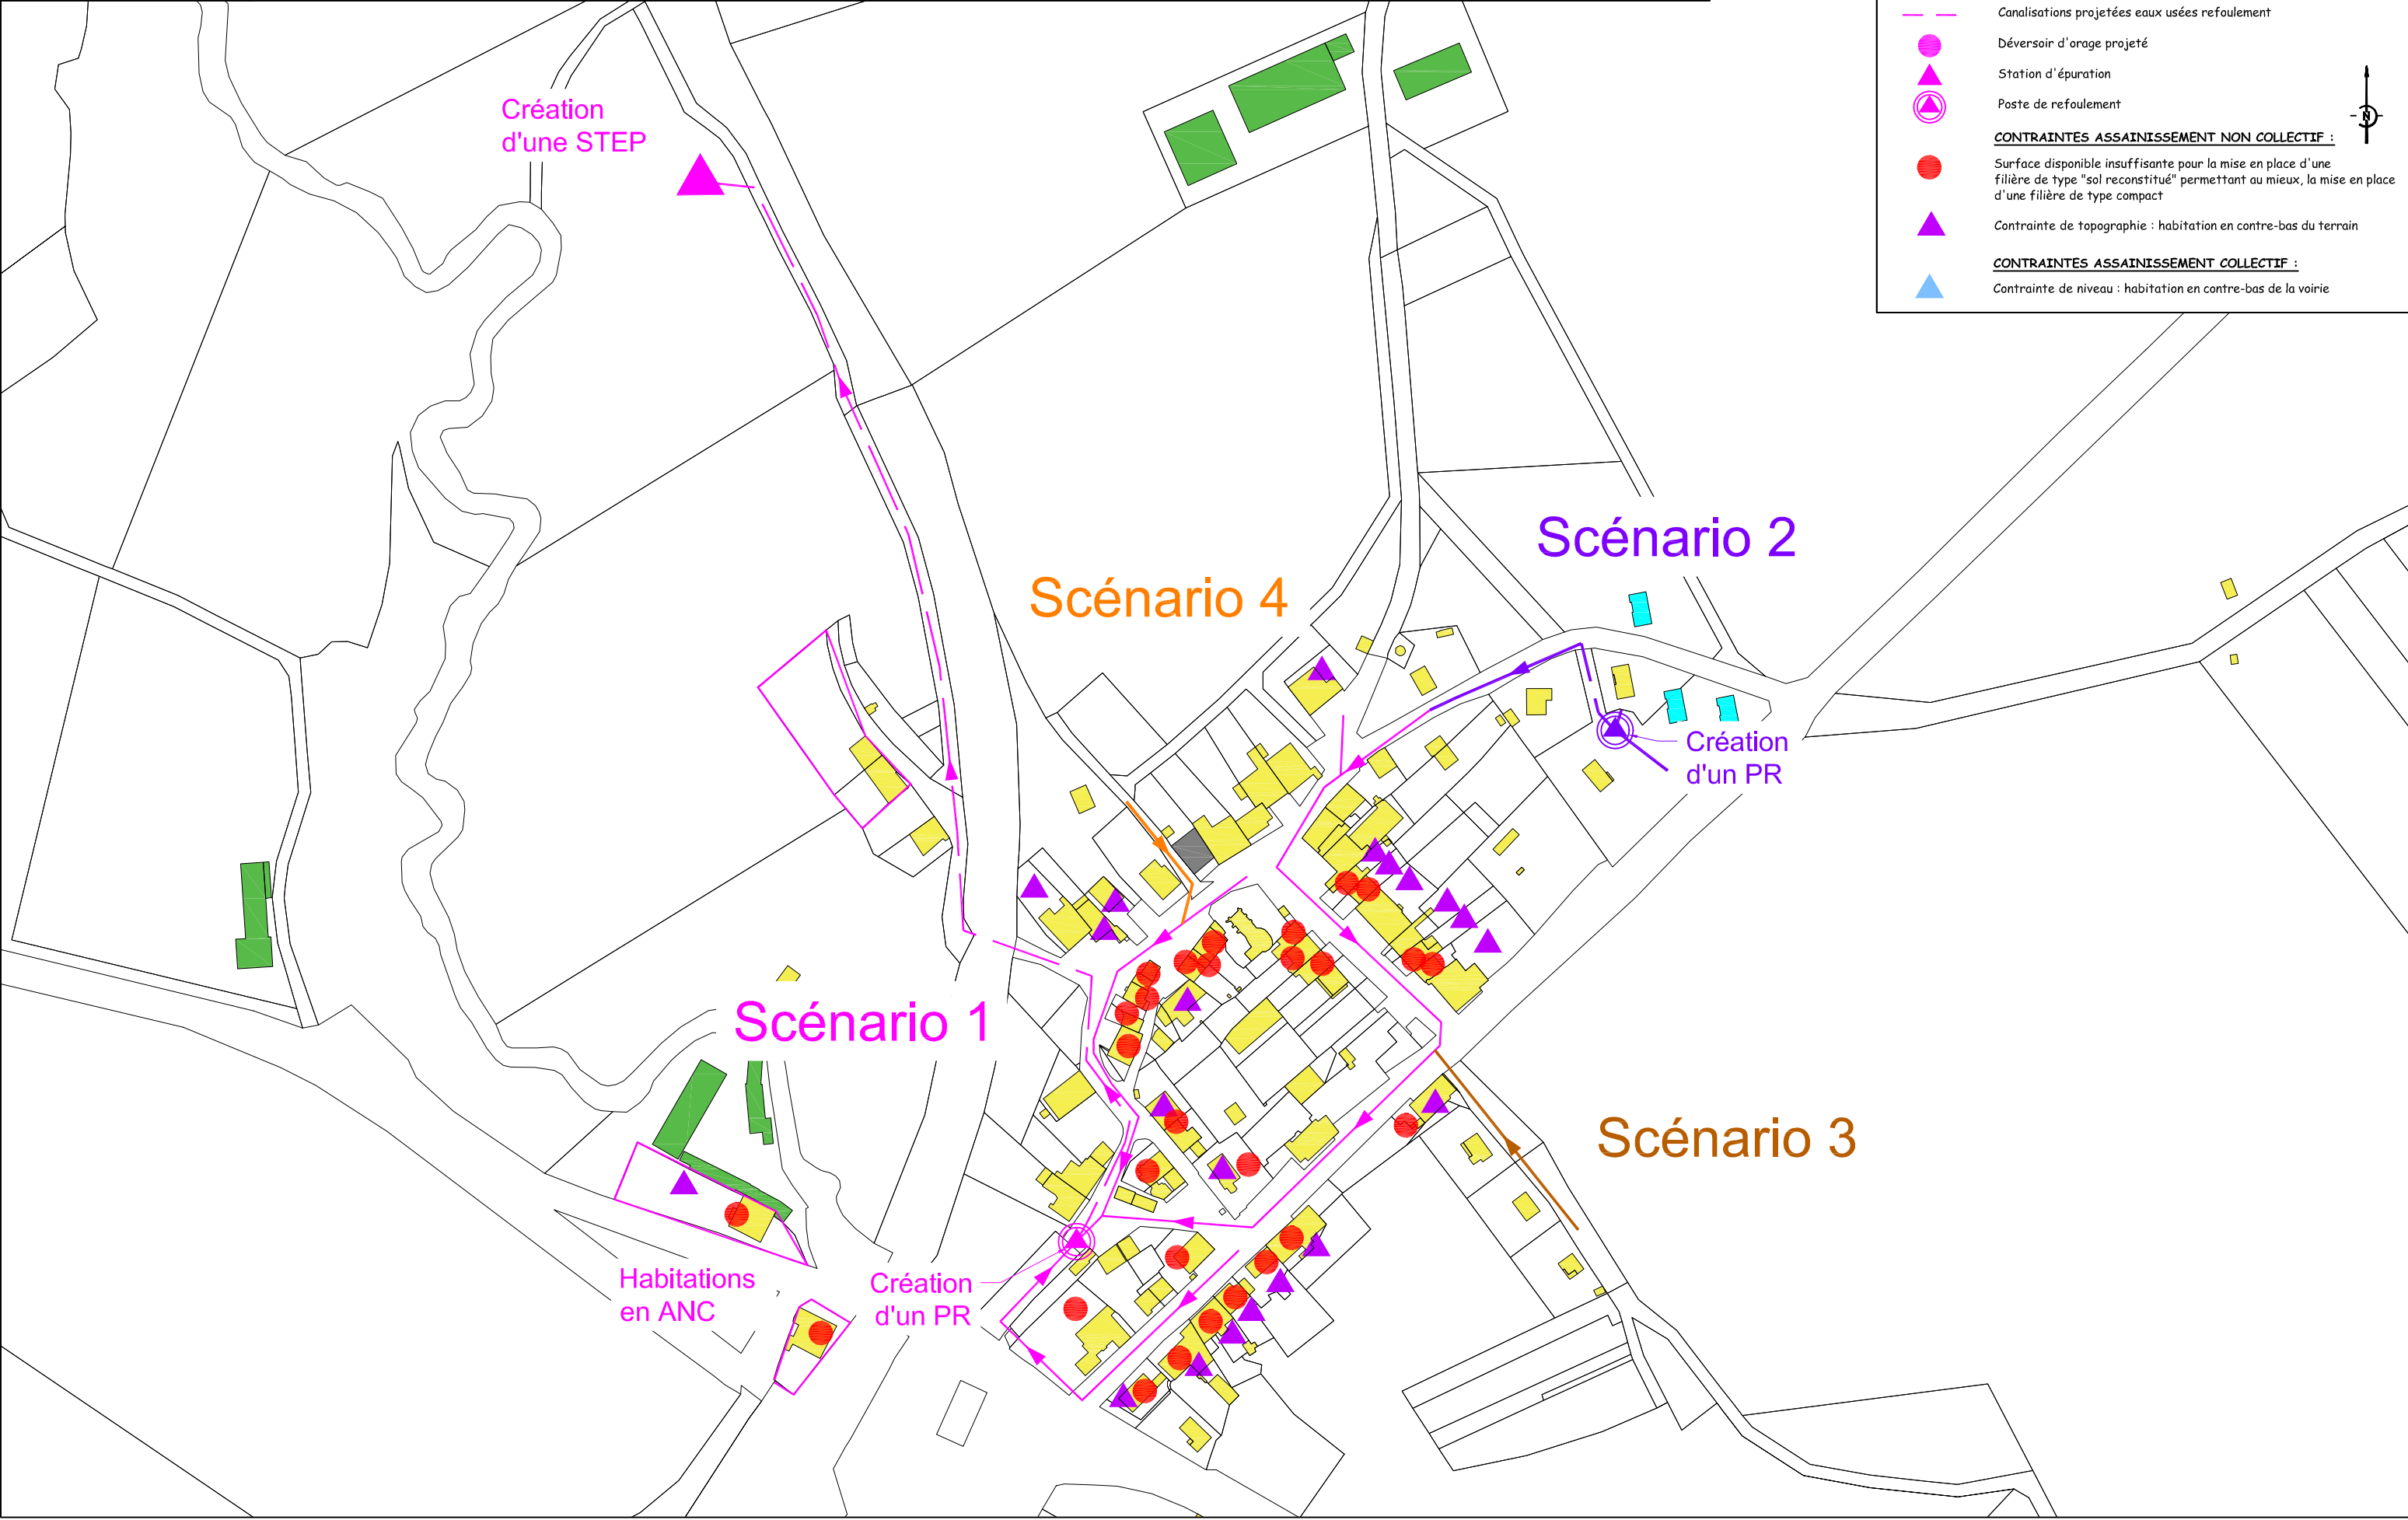 Canalisations projetées eaux usées refoulement
Déversoir d'orage projeté
Station d'épuration
Poste de refoulement
N
CONTRAINTES ASSAINISSEMENT NON COLLECTIF :
Surface disponible insuffisante pour la mise en place d'une
filière de type "sol reconstitué" permettant au mieux, la mise en place
d'une filière de type compact
Contrainte de topographie : habitation en contre-bas du terrain
CONTRAINTES ASSAINISSEMENT COLLECTIF :
Contrainte de niveau : habitation en contre-bas de la voirie
Création
d'une STEP
Scénario 2
Scénario 4
Création
d'un PR
Scénario 1
Scénario 3
Habitations
en ANC
Création
d'un PR